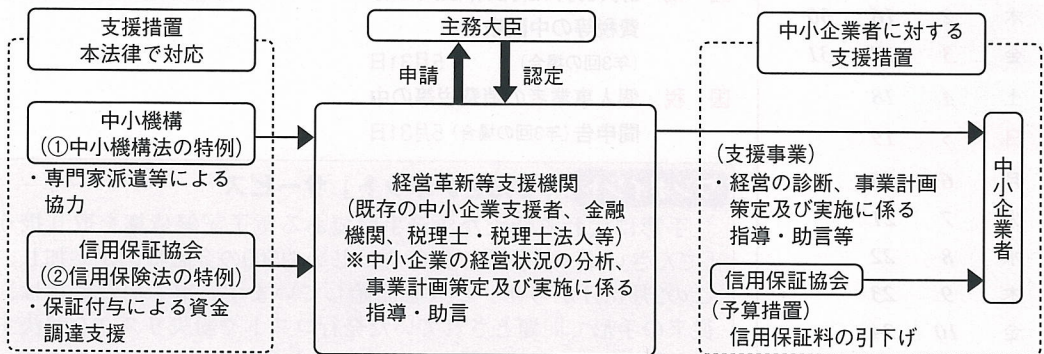 支援措置
本法律で対応
主務大臣
申請
認定
中小企業者に対する
支援措置
中小機構
(①中小機構法の特例)
・専門家派遣等による
協力
信用保証協会
(②信用保険法の特例)
・保証付与による資金
調達支援
経営革新等支援機関
(既存の中小企業支援者、金融
機関、税理士・税理士法人等)
※中小企業の経営状況の分析、
事業計画策定及び実施に係る
指導・助言
(支援事業)
・経営の診断、事業計画
策定及び実施に係る
指導・助言等
信用保証協会
(予算措置)
信用保証料の引下げ
中小企業者